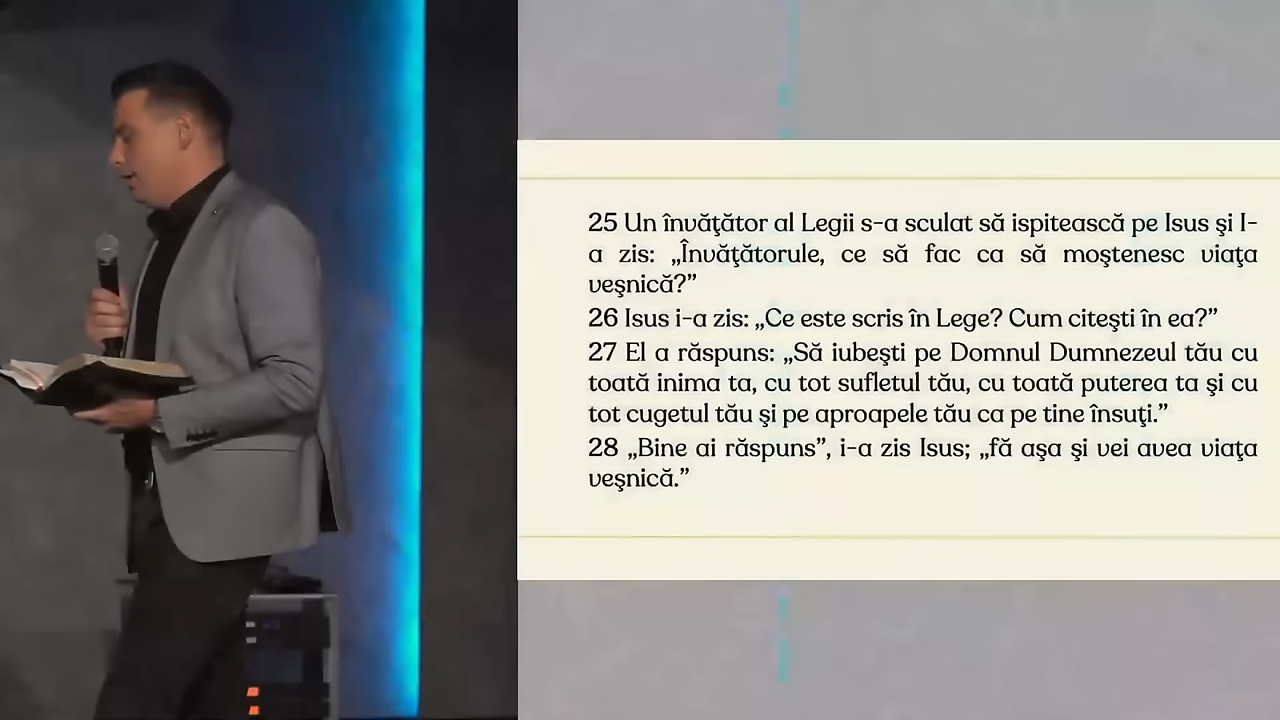 25 Un învăţător al Legii s-a sculat să ispitească pe Isus şi I-
a zis: „Învăţătorule, ce să fac ca să moştenesc viaţa
veşnică?”
26 Isus i-a zis: „Ce este scris în Lege? Cum citeşti în ea?”
27 El a răspuns: „Să iubeşti pe Domnul Dumnezeul tău cu
toată inima ta, cu tot sufletul tău, cu toată puterea ta şi cu
tot cugetul tău şi pe aproapele tău ca pe tine însuţi.”
28 „Bine ai răspuns”, i-a zis Isus; „fă aşa şi vei avea viaţa
veşnică.”